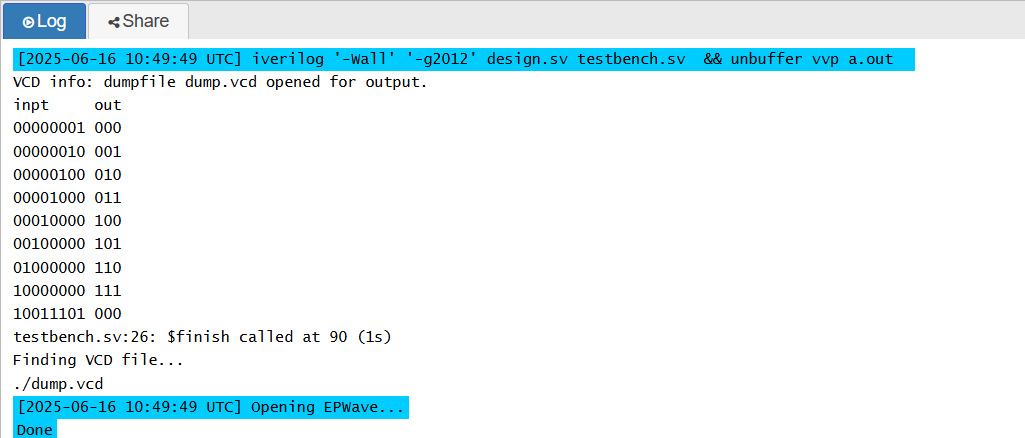 Log Share
[2025-06-16 10:49:49 UTC] iverilog '-Wall' '-g2012' design.sv testbench.sv  && unbuffer vvp a.out
VCD info: dumpfile dump.vcd opened for output.
inpt     out
00000001 000
00000010 001
00000100 010
00001000 011
00010000 100
00100000 101
01000000 110
10000000 111
10011101 000
testbench.sv:26: $finish called at 90 (1s)
Finding VCD file...
./dump.vcd
[2025-06-16 10:49:49 UTC] Opening EPWave...
Done